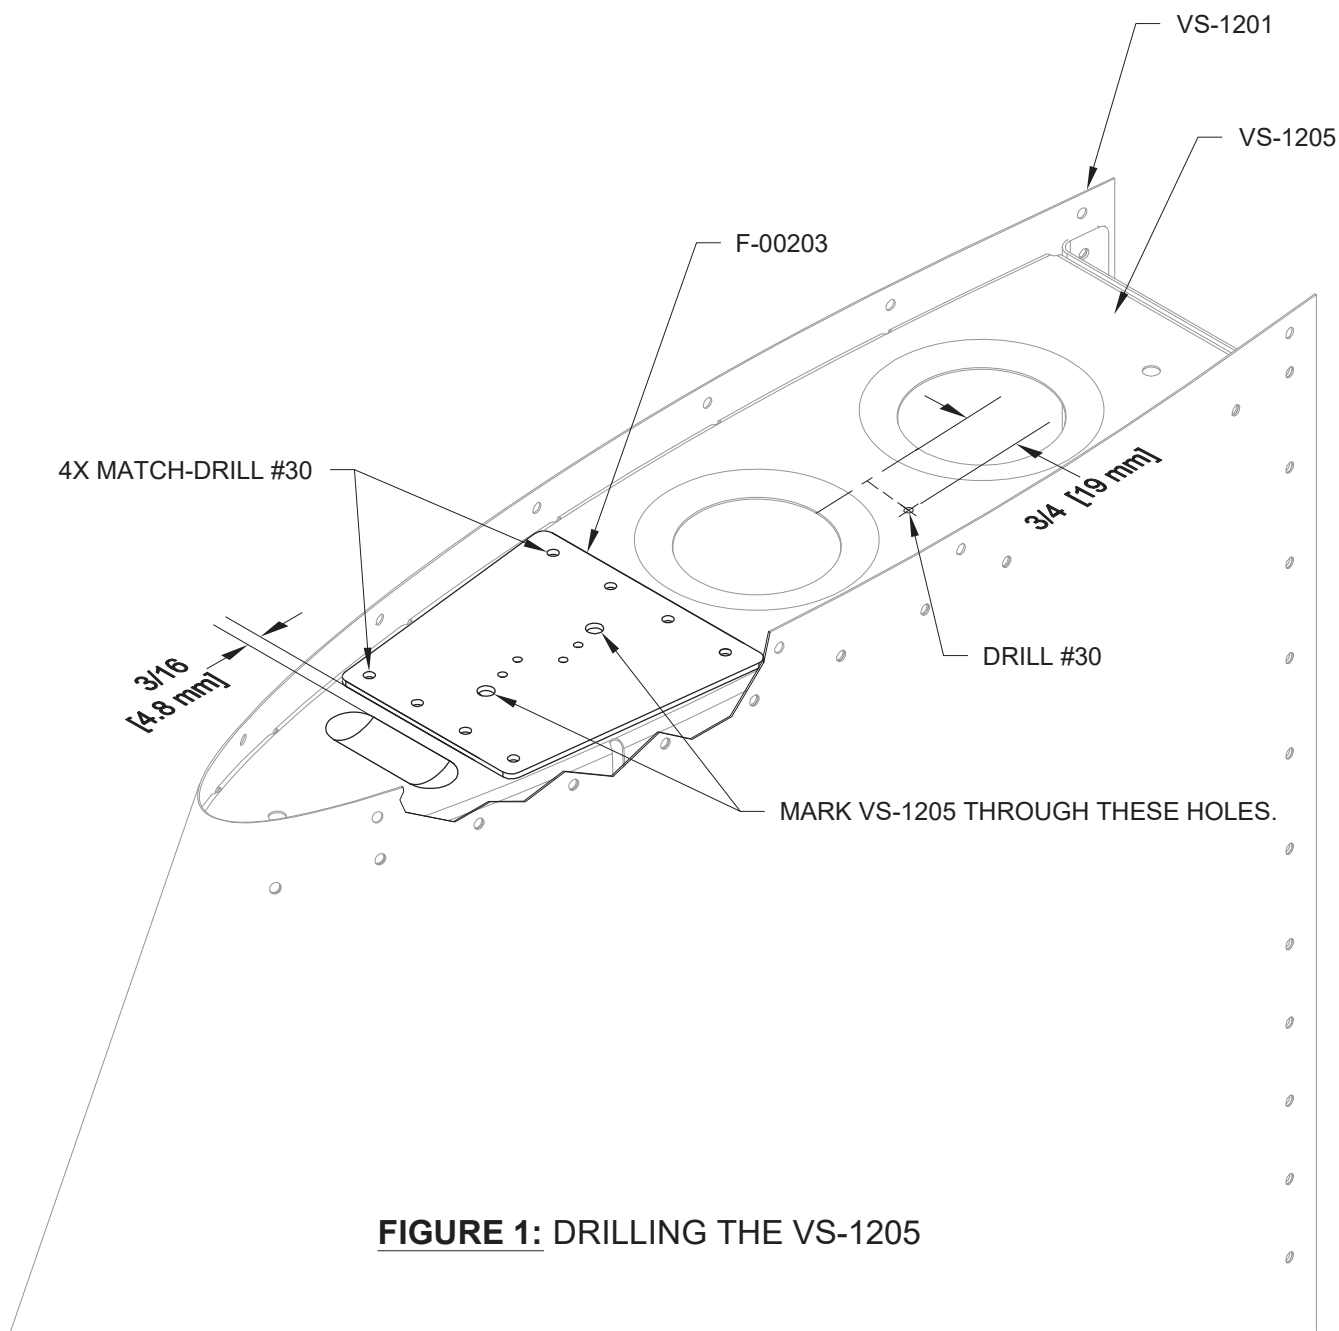 VS-1201
VS-1205
F-00203
4X MATCH-DRILL #30
3/4 [19 mm]
3/16
[4.8 mm]
DRILL #30
MARK VS-1205 THROUGH THESE HOLES.
FIGURE 1: DRILLING THE VS-1205